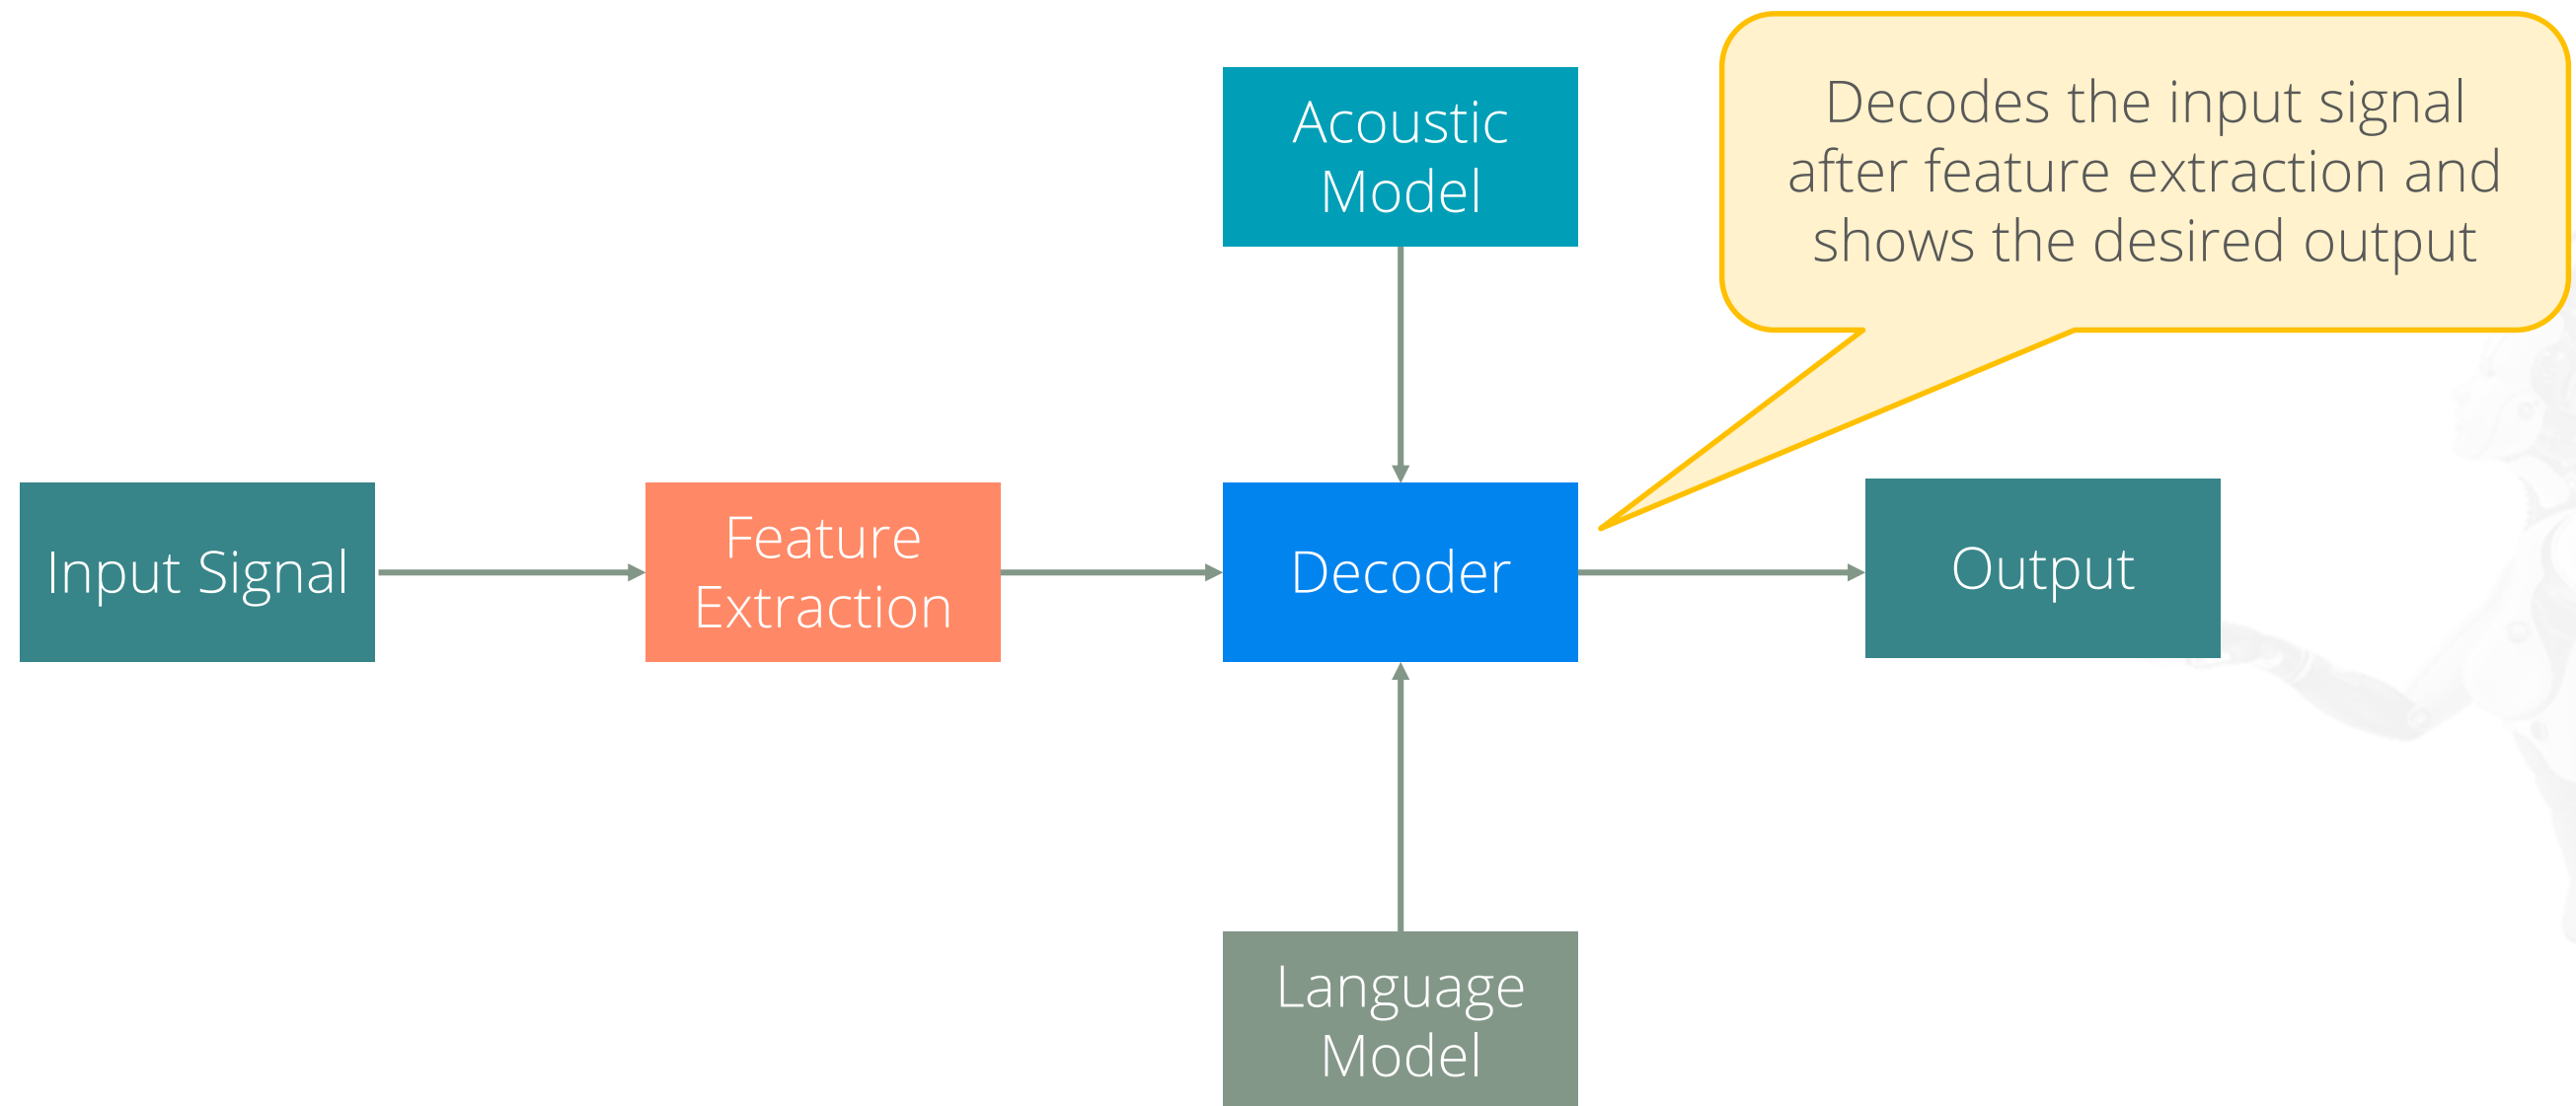 Acoustic
Model
Decodes the input signal
after feature extraction and
shows the desired output
Input Signal
Feature
Extraction
Decoder
Output
Language
Model